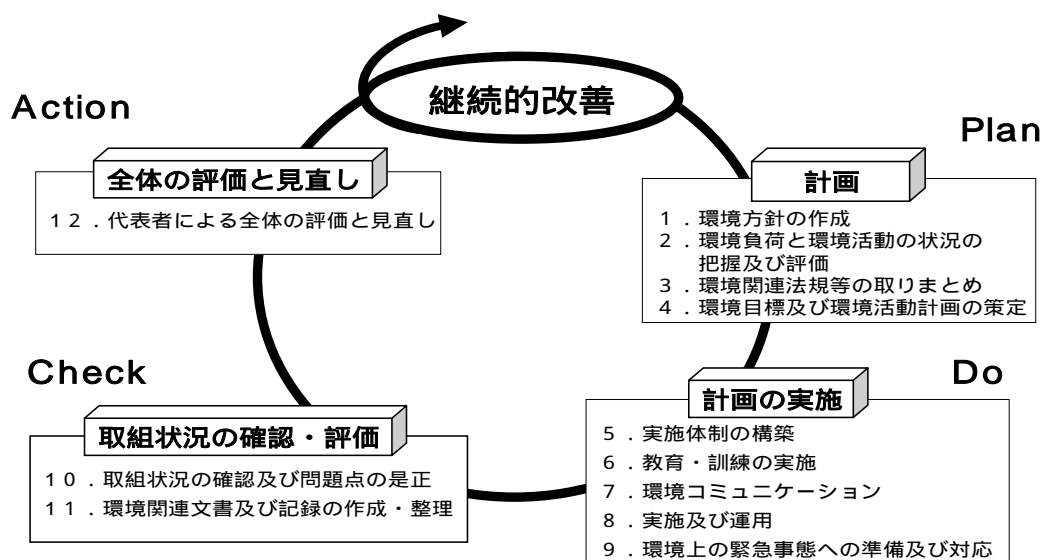 継続的改善
Action
全体の評価と見直し
12．代表者による全体の評価と見直し
Plan
計画
1．環境方針の作成
2．環境負荷と環境活動の状況の
把握及び評価
3．環境関連法規等の取りまとめ
4．環境目標及び環境活動計画の策定
Check
取組状況の確認・評価
10．取組状況の確認及び問題点の是正
11．環境関連文書及び記録の作成・整理
Do
計画の実施
5．実施体制の構築
6．教育・訓練の実施
7．環境コミュニケーション
8．実施及び運用
9．環境上の緊急事態への準備及び対応